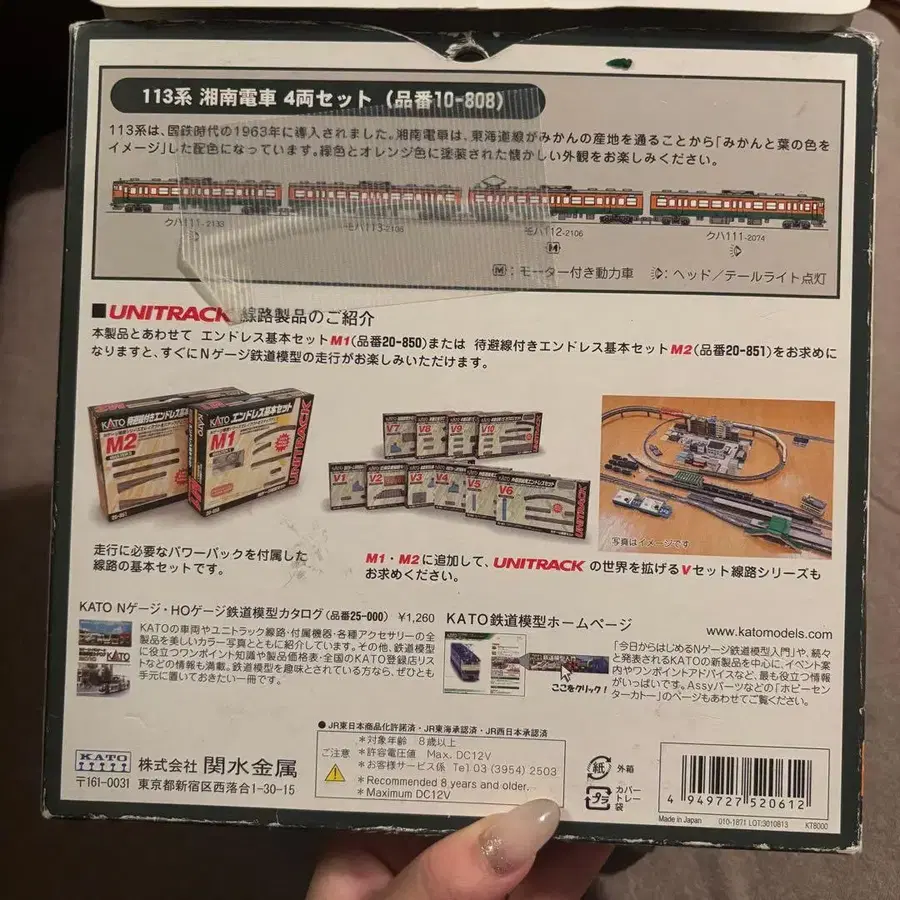 113系 湘南電車 4両セット（品番10-808）
113系は、国鉄時代の1963年に導入されました。湘南電車は、東海道線がみかんの産地を通ることから「みかんと葉の色を
イメージ」した配色になっています。緑色とオレンジ色に塗装された懐かしい外観をお楽しみください。
クハ111-2133
モハ113-2106
モハ112-2106
クハ111-2074
M
M：モーター付き動力車 ：ヘッド／テールライト点灯
■UNITRACK 線路製品のご紹介
本製品とあわせて エンドレス基本セットM1(品番20-850)または 待避線付きエンドレス基本セットM2(品番20-851)をお求めに
なりますと、すぐにNゲージ鉄道模型の走行がお楽しみいただけます。
KATO 待避線付きエンドレス基本セット
M2
20-851
KATO エンドレス基本セット
M1
UNITRACK
V7
V8
V9
V10
V1
V2
V3
V4
V5
V6
UNITRACK
写真はイメージです
走行に必要なパワーパックを付属した
線路の基本セットです。
M1・M2に追加して、UNITRACK の世界を拡げるVセット線路シリーズも
お求めください。
KATO Nゲージ・HOゲージ鉄道模型カタログ(品番25-000) ¥1,260
KATOの車両やユニトラック線路・付属機器・各種アクセサリーの全
製品を美しいカラー写真とともに紹介しています。その他、鉄道模型
に役立つワンポイント知識や製品価格表・全国のKATO登録店リス
トなどの情報も満載。鉄道模型を趣味とされている方なら、ぜひとも
手元に置いておきたい一冊です。
KATO
KATO鉄道模型ホームページ
www.katomodels.com
「今日からはじめるNゲージ鉄道模型入門」や、続々
と発表されるKATOの新製品を中心に、イベント案
内やワンポイントアドバイスなど、最も役立つ情報
がいっぱいです。Assyパーツなどの「ホビーセン
ターカトー」のページもあわせてご覧ください。
ここをクリック！
●JR東日本商品化許諾済・JR東海承認済・JR西日本承認済
ご注意
＊対象年齢 8歳以上
＊許容電圧値 Max. DC12V
＊お客様サービス係 Tel 03 (3954) 2503
＊Recommended 8 years and older.
＊Maximum DC12V
KATO
株式会社 関水金属
〒161-0031 東京都新宿区西落合1-30-15
紙
外箱
プラ
カバー
トレー
袋
4 949727 520612
Made in Japan 010-1871 LOT:3010813 KT8000